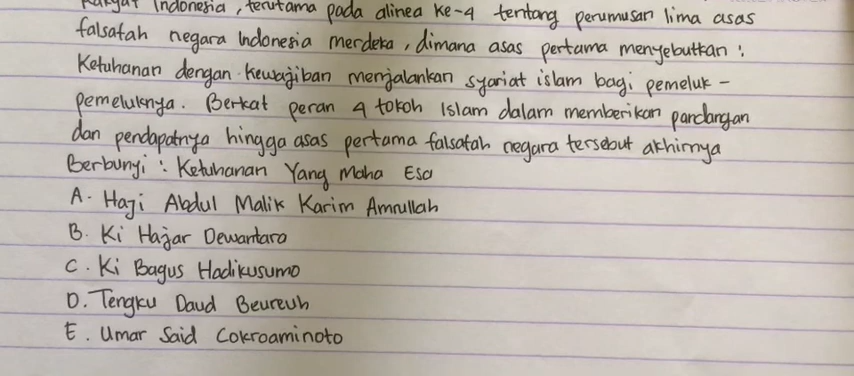 Rakyat Indonesia, terutama pada alinea ke-4 tentang perumusan lima asas
falsafah negara Indonesia merdeka, dimana asas pertama menyebutkan :
Ketuhanan dengan kewajiban menjalankan syariat islam bagi pemeluk -
pemeluknya. Berkat peran 4 tokoh Islam dalam memberikan pandangan
dan pendapatnya hingga asas pertama falsafah negara tersebut akhirnya
Berbunyi : Ketuhanan Yang Maha Esa
A. Haji Abdul Malik Karim Amrullah
B. Ki Hajar Dewantara
C. Ki Bagus Hadikusumo
D. Tengku Daud Beureuh
E. Umar Said Cokroaminoto